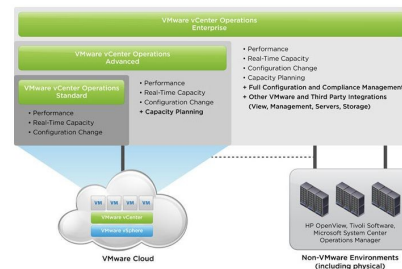 VMware vCenter Operations
Enterprise
VMware vCenter Operations
Advanced
VMware vCenter Operations
Standard
• Performance
• Real-Time Capacity
• Configuration Change
• Performance
• Real-Time Capacity
• Configuration Change
+ Capacity Planning
• Performance
• Real-Time Capacity
• Configuration Change
• Capacity Planning
+ Full Configuration and Compliance Management
+ Other VMware and Third Party Integrations
(View, Management, Servers, Storage)
VM VM VM VM
VMware vCenter
VMware vSphere
VMware Cloud
HP OpenView, Tivoli Software,
Microsoft System Center
Operations Manager
Non-VMware Environments
(including physical)